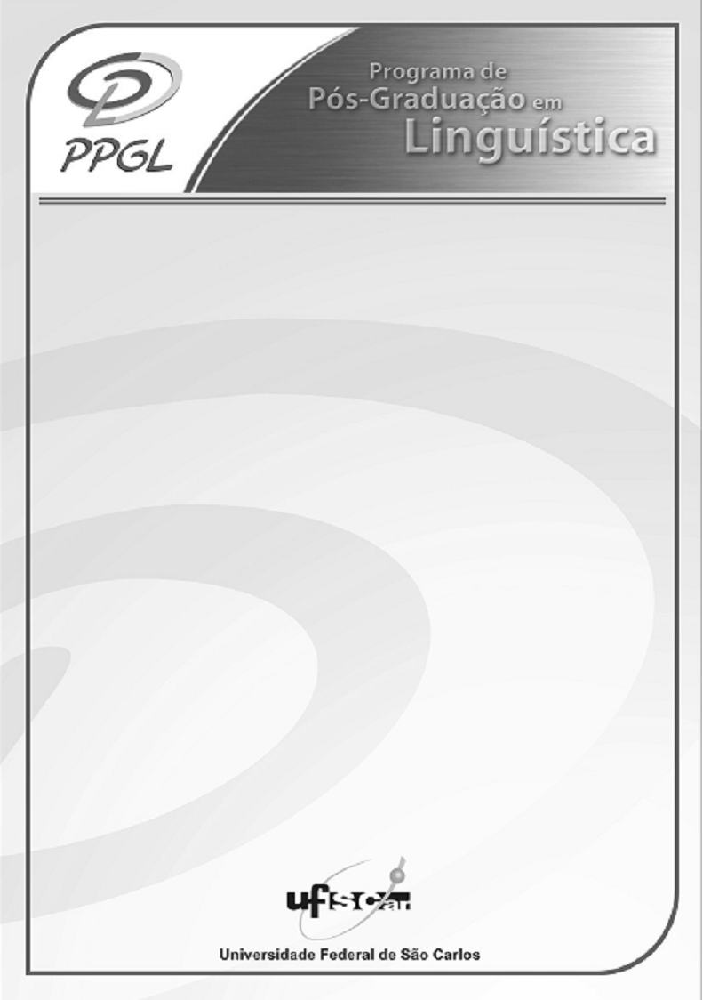 Programa de
Pós-Graduação em
Linguística
PPGL
ufscar
Universidade Federal de São Carlos